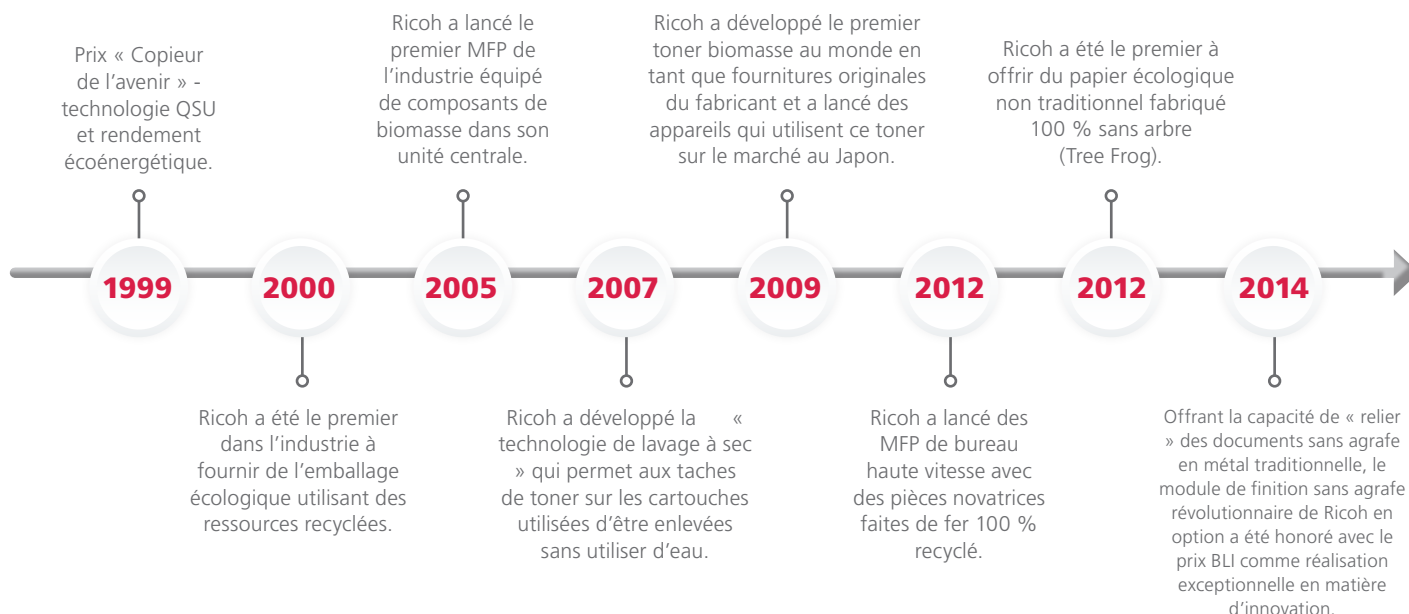 Prix « Copieur
de l’avenir » -
technologie QSU
et rendement
écoénergétique.
Ricoh a lancé le
premier MFP de
l’industrie équipé
de composants de
biomasse dans son
unité centrale.
Ricoh a développé le premier
toner biomasse au monde en
tant que fournitures originales
du fabricant et a lancé des
appareils qui utilisent ce toner
sur le marché au Japon.
Ricoh a été le premier à
offrir du papier écologique
non traditionnel fabriqué
100 % sans arbre
(Tree Frog).
1999
2000
2005
2007
2009
2012
2012
2014
Ricoh a été le premier
dans l’industrie à
fournir de l’emballage
écologique utilisant des
ressources recyclées.
Ricoh a développé la «
technologie de lavage à sec
» qui permet aux taches
de toner sur les cartouches
utilisées d’être enlevées
sans utiliser d’eau.
Ricoh a lancé des
MFP de bureau
haute vitesse avec
des pièces novatrices
faites de fer 100 %
recyclé.
Offrant la capacité de « relier
» des documents sans agrafe
en métal traditionnelle, le
module de finition sans agrafe
révolutionnaire de Ricoh en
option a été honoré avec le
prix BLI comme réalisation
exceptionnelle en matière
d’innovation.